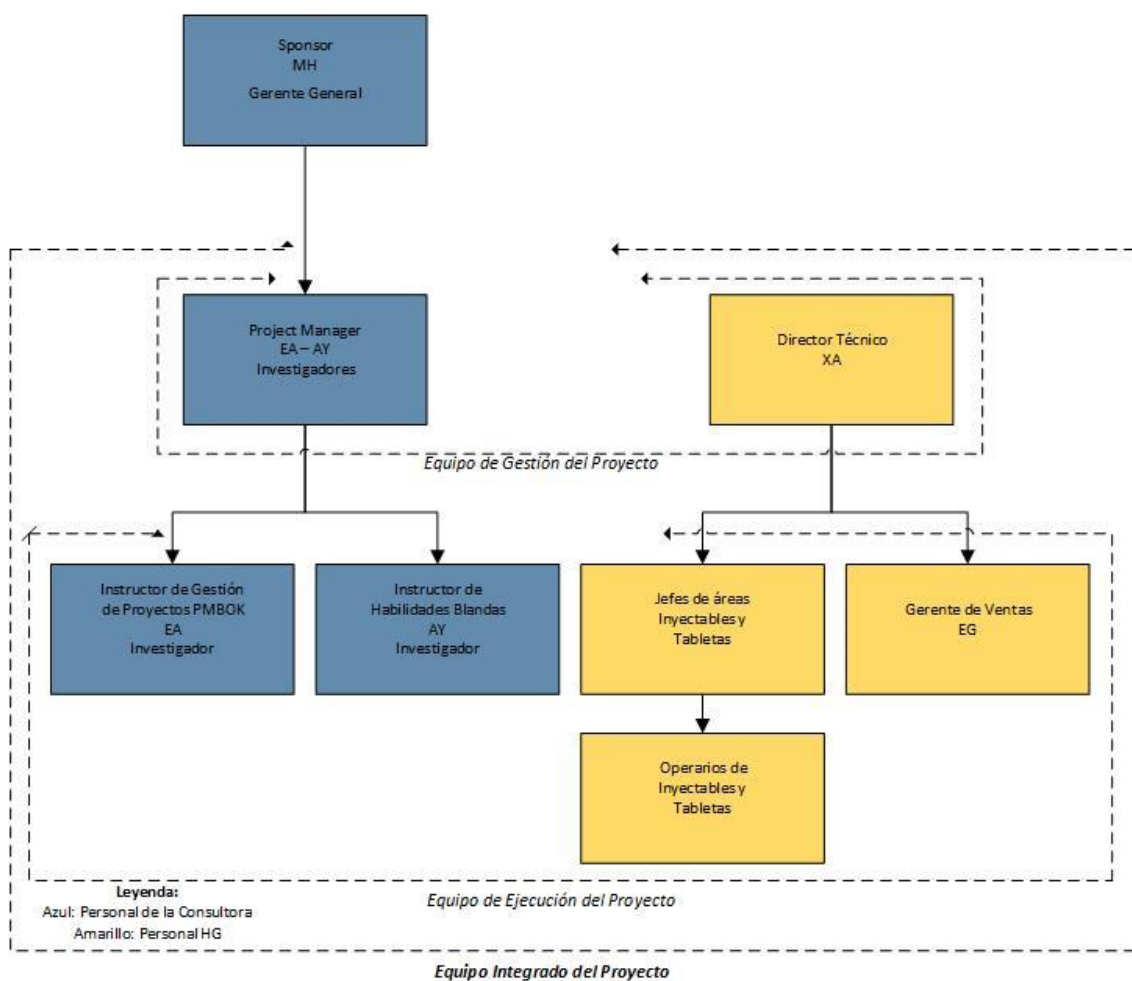 Sponsor
MH
Gerente General
Project Manager
EA – AY
Investigadores
Director Técnico
XA
Equipo de Gestión del Proyecto
Instructor de Gestión
de Proyectos PMBOK
EA
Investigador
Instructor de
Habilidades Blandas
AY
Investigador
Jefes de áreas
Inyectables y
Tabletas
Gerente de Ventas
EG
Operarios de
Inyectables y
Tabletas
Leyenda:
Azul: Personal de la Consultora
Amarillo: Personal HG
Equipo de Ejecución del Proyecto
Equipo Integrado del Proyecto